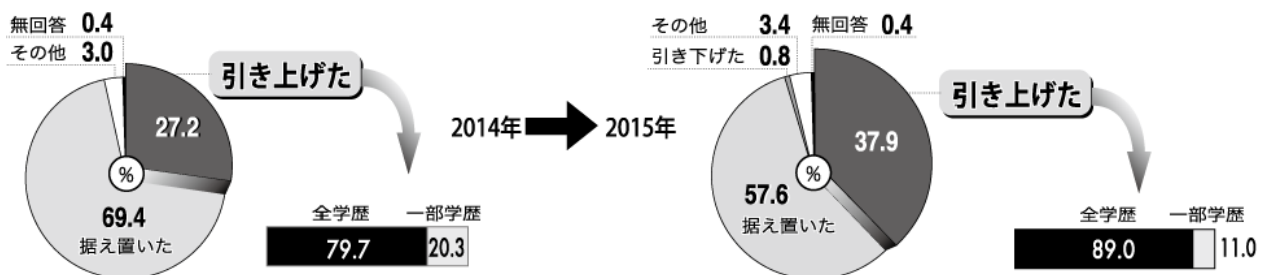 無回答 0.4
その他 3.0
引き上げた
27.2
%
69.4
据え置いた
全学歴 一部学歴
79.7 20.3
2014年 2015年
その他 3.4 無回答 0.4
引き下げた 0.8
引き上げた
37.9
%
57.6
据え置いた
全学歴 一部学歴
89.0 11.0